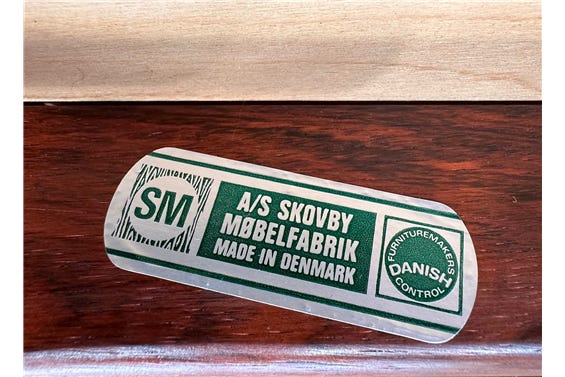 SM
A/S SKOVBY
MØBELFABRIK
MADE IN DENMARK
FURNITUREMAKERS
DANISH
CONTROL